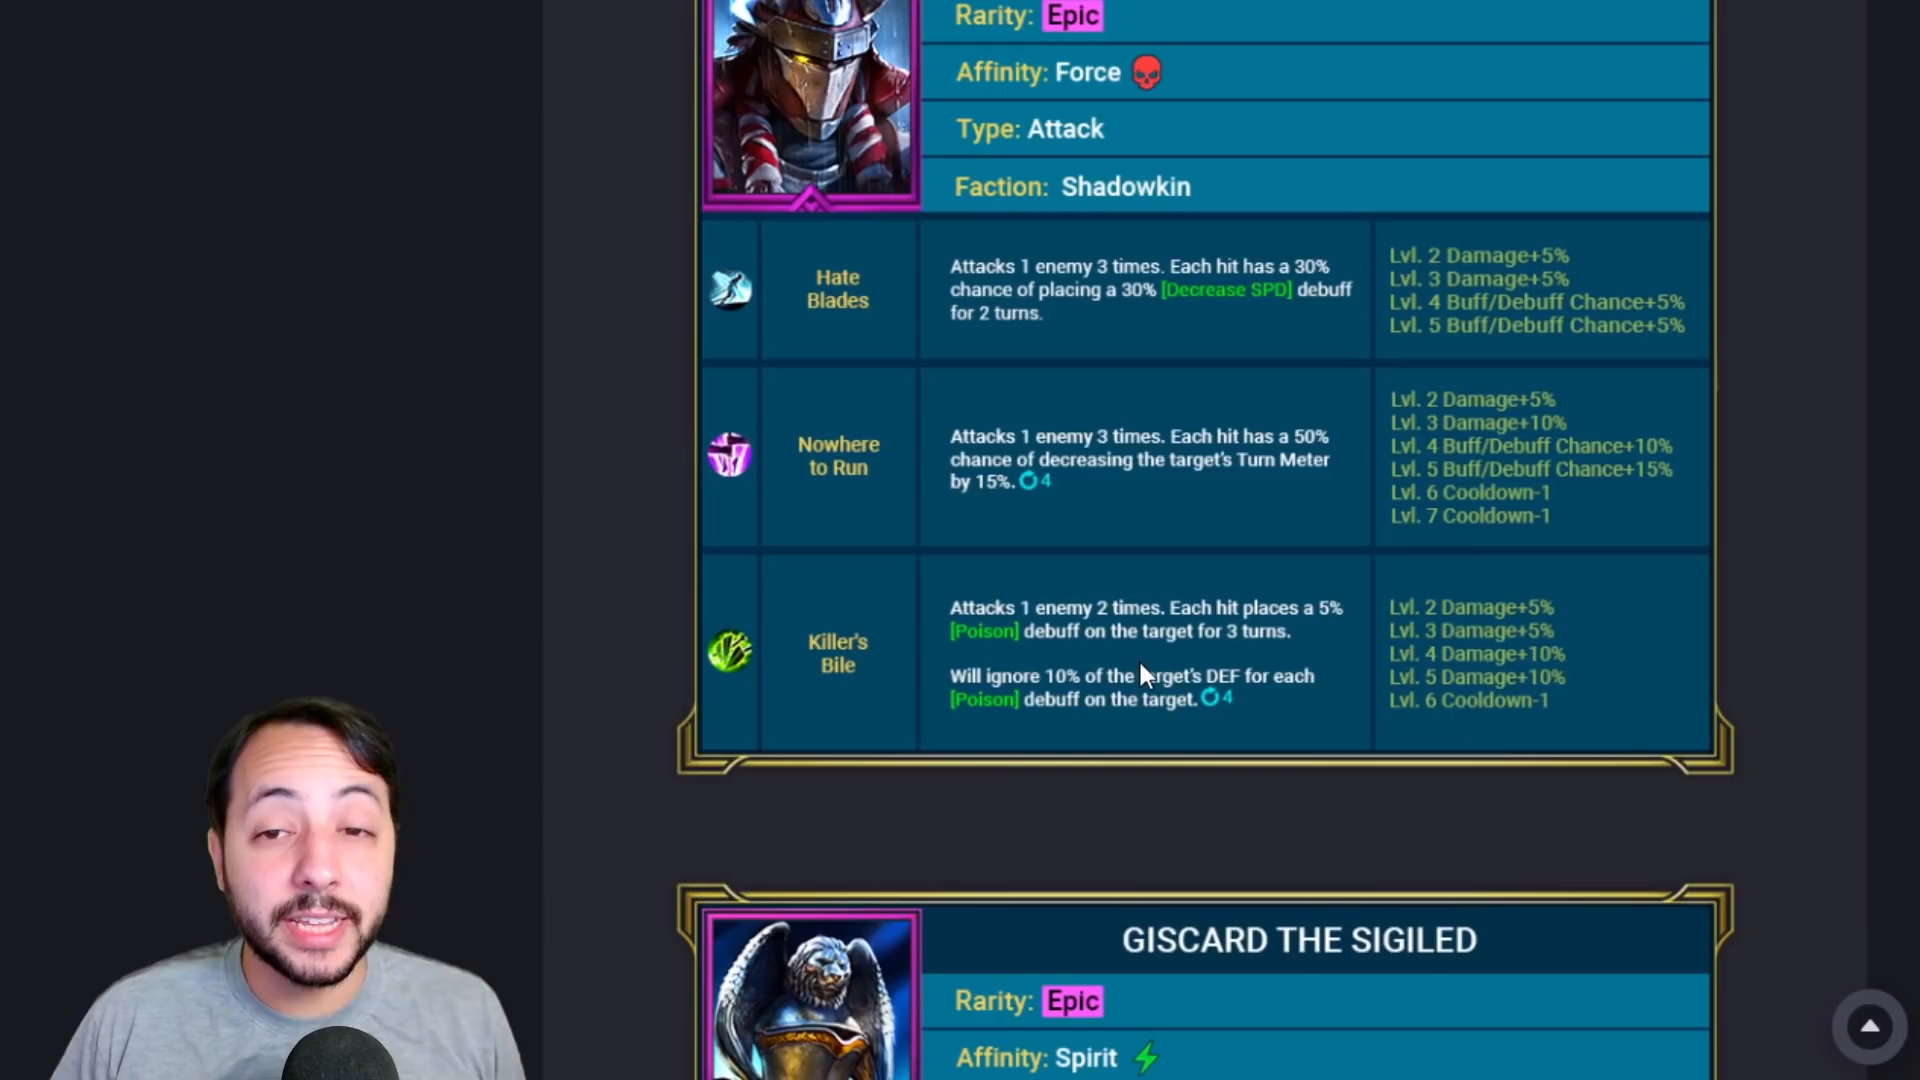 Rarity: Epic
Affinity: Force
Type: Attack
Faction: Shadowkin
Hate
Blades
Attacks 1 enemy 3 times. Each hit has a 30%
chance of placing a 30% [Decrease SPD] debuff
for 2 turns.
Lvl. 2 Damage+5%
Lvl. 3 Damage+5%
Lvl. 4 Buff/Debuff Chance+5%
Lvl. 5 Buff/Debuff Chance+5%
Nowhere
to Run
Attacks 1 enemy 3 times. Each hit has a 50%
chance of decreasing the target's Turn Meter
by 15%. 4
Lvl. 2 Damage+5%
Lvl. 3 Damage+10%
Lvl. 4 Buff/Debuff Chance+10%
Lvl. 5 Buff/Debuff Chance+15%
Lvl. 6 Cooldown-1
Lvl. 7 Cooldown-1
Killer's
Bile
Attacks 1 enemy 2 times. Each hit places a 5%
[Poison] debuff on the target for 3 turns.
Will ignore 10% of the target's DEF for each
[Poison] debuff on the target. 4
Lvl. 2 Damage+5%
Lvl. 3 Damage+5%
Lvl. 4 Damage+10%
Lvl. 5 Damage+10%
Lvl. 6 Cooldown-1
GISCARD THE SIGILED
Rarity: Epic
Affinity: Spirit